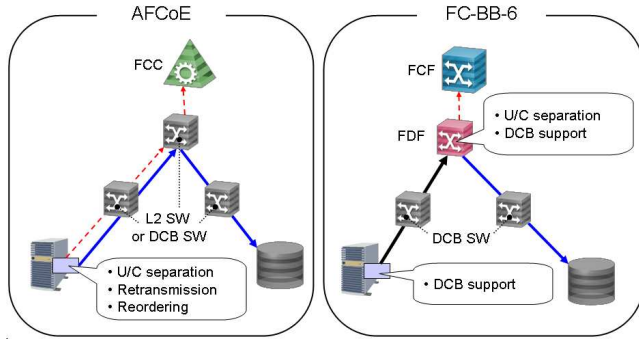 AFCoE
FCC
L2 SW
or DCB SW
• U/C separation
• Retransmission
• Reordering
FC-BB-6
FCF
• U/C separation
• DCB support
FDF
DCB SW
• DCB support